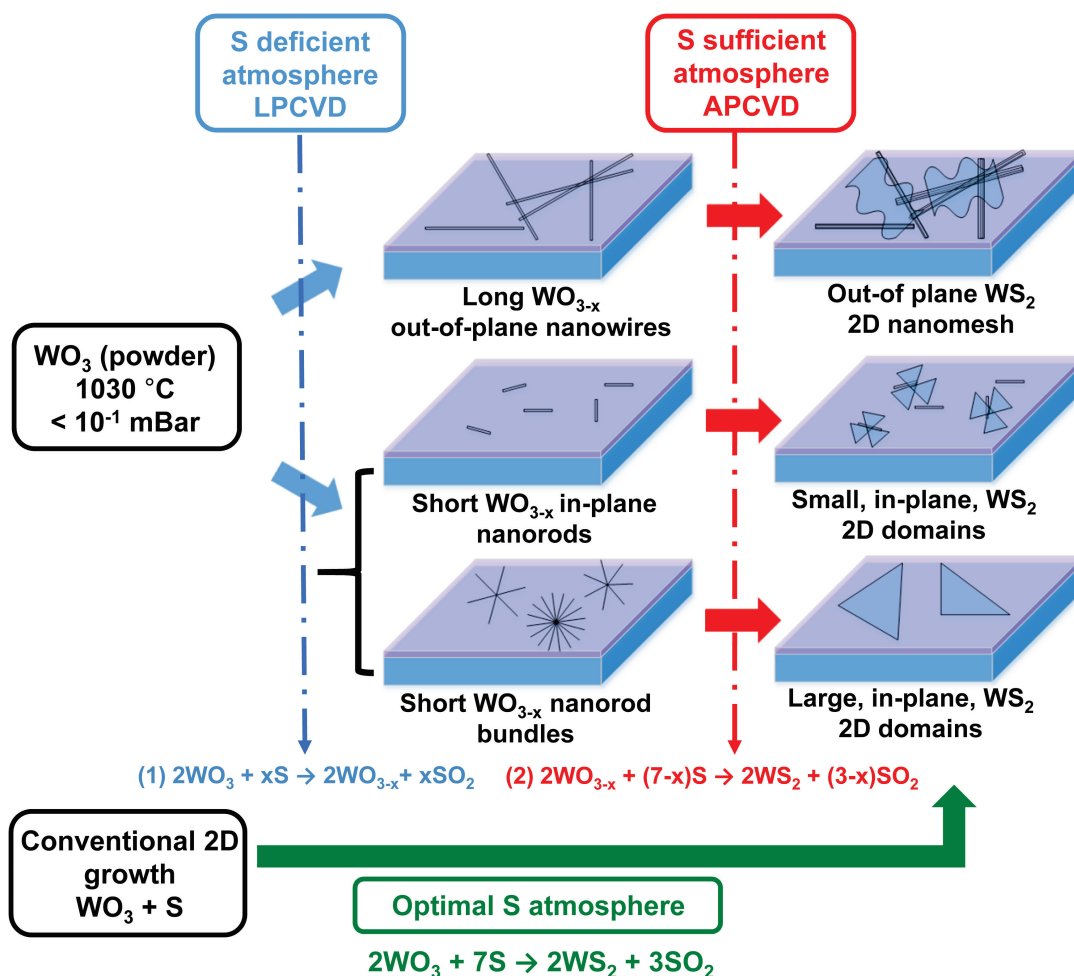 S deficient
atmosphere
LPCVD
S sufficient
atmosphere
APCVD
WO₃ (powder)
1030 °C
< 10⁻¹ mBar
Long WO₃₋ₓ
out-of-plane nanowires
Out-of plane WS₂
2D nanomesh
Short WO₃₋ₓ in-plane
nanorods
Small, in-plane, WS₂
2D domains
Short WO₃₋ₓ nanorod
bundles
Large, in-plane, WS₂
2D domains
(1) 2WO₃ + xS → 2WO₃₋ₓ+ xSO₂
(2) 2WO₃₋ₓ + (7-x)S → 2WS₂ + (3-x)SO₂
Conventional 2D
growth
WO₃ + S
Optimal S atmosphere
2WO₃ + 7S → 2WS₂ + 3SO₂